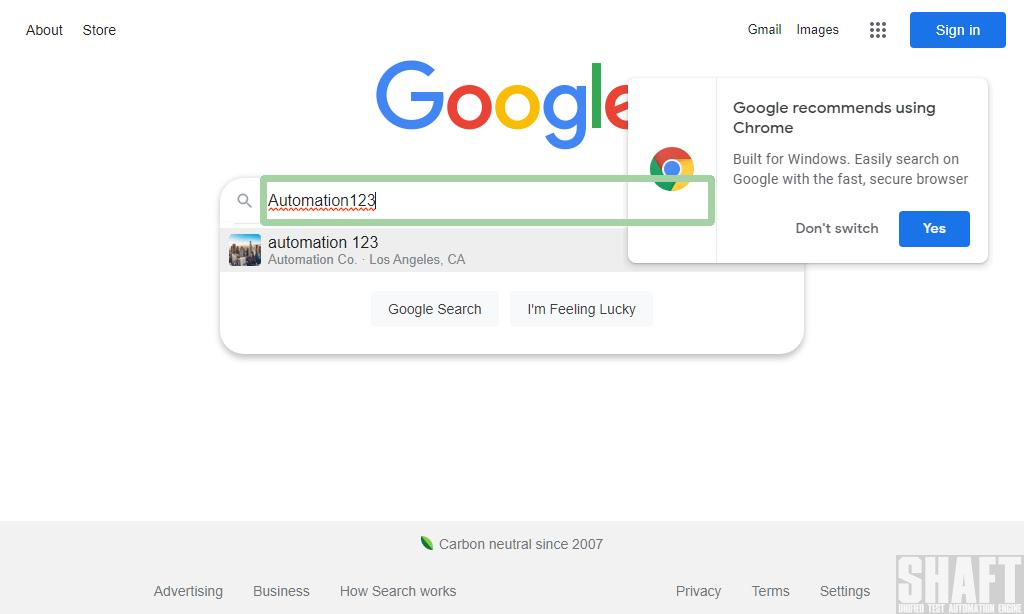 About Store
Gmail Images
Sign in
Google
Google recommends using
Chrome
Built for Windows. Easily search on
Google with the fast, secure browser
Don't switch
Yes
Automation123
automation 123
Automation Co. · Los Angeles, CA
Google Search
I'm Feeling Lucky
Carbon neutral since 2007
Advertising Business How Search works
Privacy Terms Settings
SHAFT
UNIFIED TEST AUTOMATION ENGINE